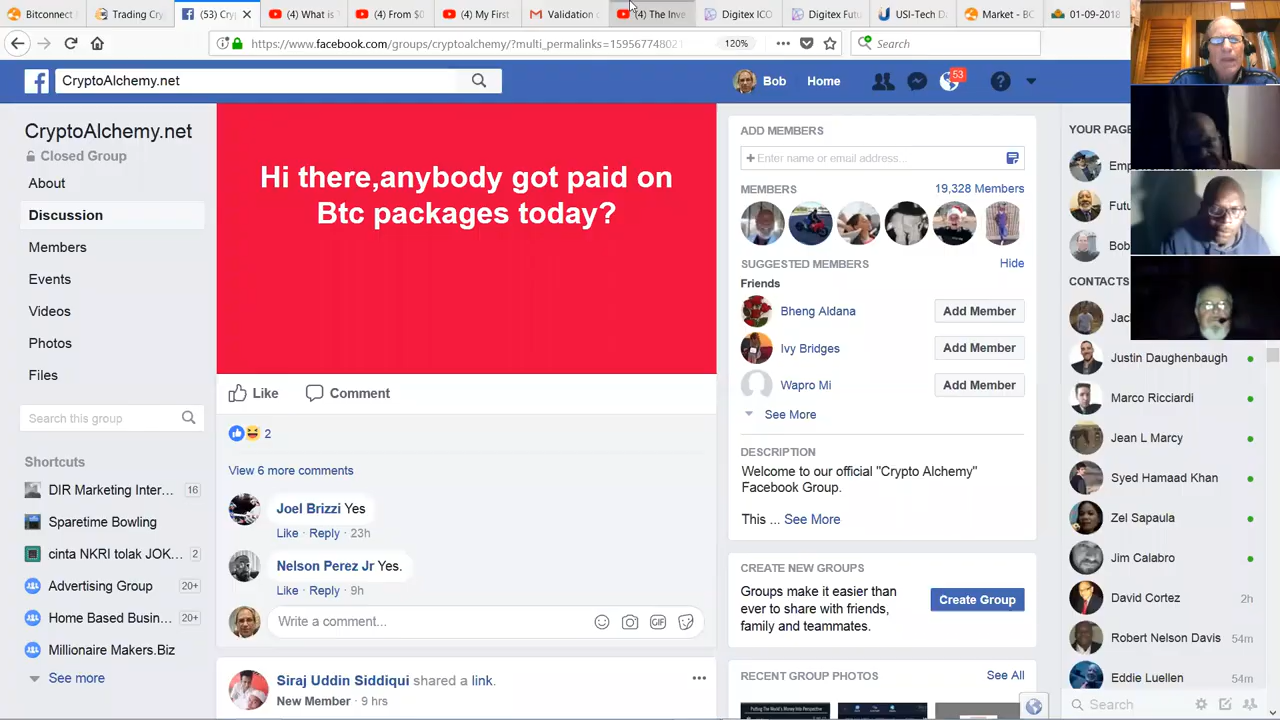 Bitconnect
Trading Cry
(53) Cry
(4) What is
(4) From $0
(4) My First
Validation
(4) The Inve
Digitex ICO
Digitex Futu
USI-Tech Da
Market - BC
01-09-2018
https://www.facebook.com/groups/cryptoalchemy/multi_permalinks=15956774802
120%
Search
CryptoAlchemy.net
Bob
Home
53
CryptoAlchemy.net
Closed Group
About
Discussion
Members
Events
Videos
Photos
Files
Search this group
Shortcuts
DIR Marketing Inter... 16
Sparetime Bowling
cinta NKRI tolak JOK... 2
Advertising Group 20+
Home Based Busin... 20+
Millionaire Makers.Biz
See more
Hi there,anybody got paid on
Btc packages today?
Like Comment
2
View 6 more comments
Joel Brizzi Yes
Like · Reply · 23h
Nelson Perez Jr Yes.
Like · Reply · 9h
Write a comment...
GIF
Siraj Uddin Siddiqui shared a link.
New Member · 9 hrs
ADD MEMBERS
+ Enter name or email address...
MEMBERS 19,328 Members
SUGGESTED MEMBERS Hide
Friends
Bheng Aldana Add Member
Ivy Bridges Add Member
Wapro Mi Add Member
See More
DESCRIPTION
Welcome to our official "Crypto Alchemy"
Facebook Group.
This ... See More
CREATE NEW GROUPS
Groups make it easier than
ever to share with friends,
family and teammates.
Create Group
RECENT GROUP PHOTOS See All
YOUR PAGE
Empo
Futu
Bob
CONTACTS
Jac
Justin Daughenbaugh
Marco Ricciardi
Jean L Marcy
Syed Hamaad Khan
Zel Sapaula
Jim Calabro
David Cortez 2h
Robert Nelson Davis 54m
Eddie Luellen 54m
Search